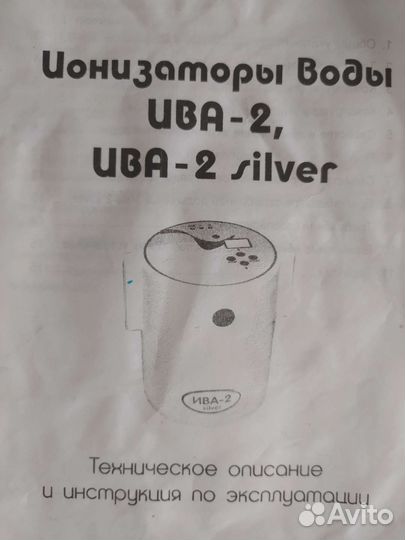 Ионизаторы Воды
ИВА-2,
ИВА-2 silver
ИВА-2
silver
Техническое описание
и инструкция по эксплуатации
Avito